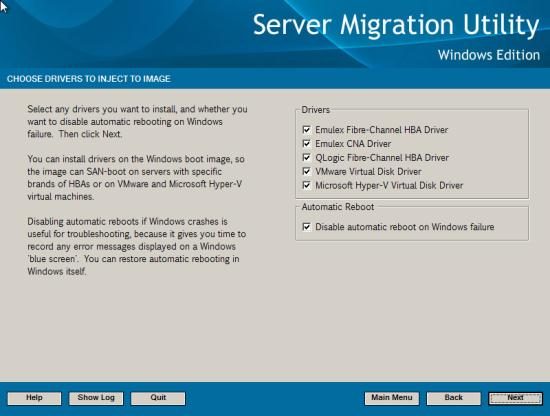 Server Migration Utility
Windows Edition
CHOOSE DRIVERS TO INJECT TO IMAGE
Select any drivers you want to install, and whether you
want to disable automatic rebooting on Windows
failure. Then click Next.
You can install drivers on the Windows boot image, so
the image can SAN-boot on servers with specific
brands of HBAs or on VMware and Microsoft Hyper-V
virtual machines.
Disabling automatic reboots if Windows crashes is
useful for troubleshooting, because it gives you time to
record any error messages displayed on a Windows
'blue screen'. You can restore automatic rebooting in
Windows itself.
Drivers
Emulex Fibre-Channel HBA Driver
Emulex CNA Driver
QLogic Fibre-Channel HBA Driver
VMware Virtual Disk Driver
Microsoft Hyper-V Virtual Disk Driver
Automatic Reboot
Disable automatic reboot on Windows failure
Help Show Log Quit Main Menu Back Next